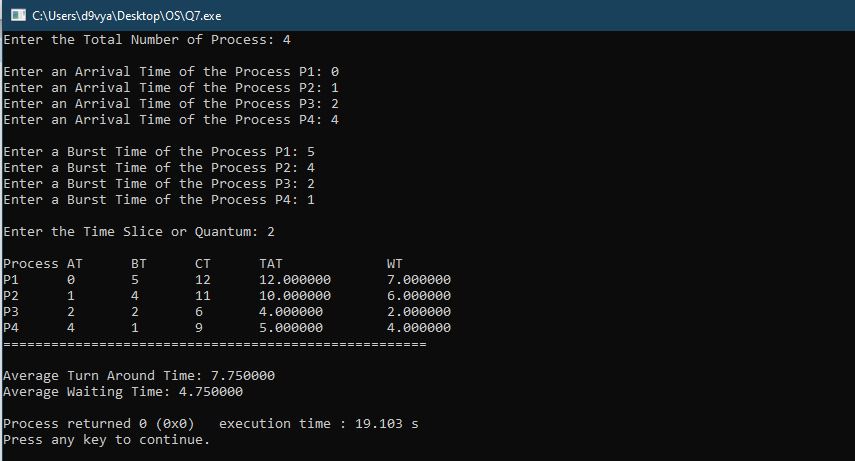 C:\Users\d9vya\Desktop\OS\Q7.exe
Enter the Total Number of Process: 4
Enter an Arrival Time of the Process P1: 0
Enter an Arrival Time of the Process P2: 1
Enter an Arrival Time of the Process P3: 2
Enter an Arrival Time of the Process P4: 4
Enter a Burst Time of the Process P1: 5
Enter a Burst Time of the Process P2: 4
Enter a Burst Time of the Process P3: 2
Enter a Burst Time of the Process P4: 1
Enter the Time Slice or Quantum: 2
Process AT BT CT TAT WT
P1 0 5 12 12.000000 7.000000
P2 1 4 11 10.000000 6.000000
P3 2 2 6 4.000000 2.000000
P4 4 1 9 5.000000 4.000000
=====================================================
Average Turn Around Time: 7.750000
Average Waiting Time: 4.750000
Process returned 0 (0x0) execution time : 19.103 s
Press any key to continue.